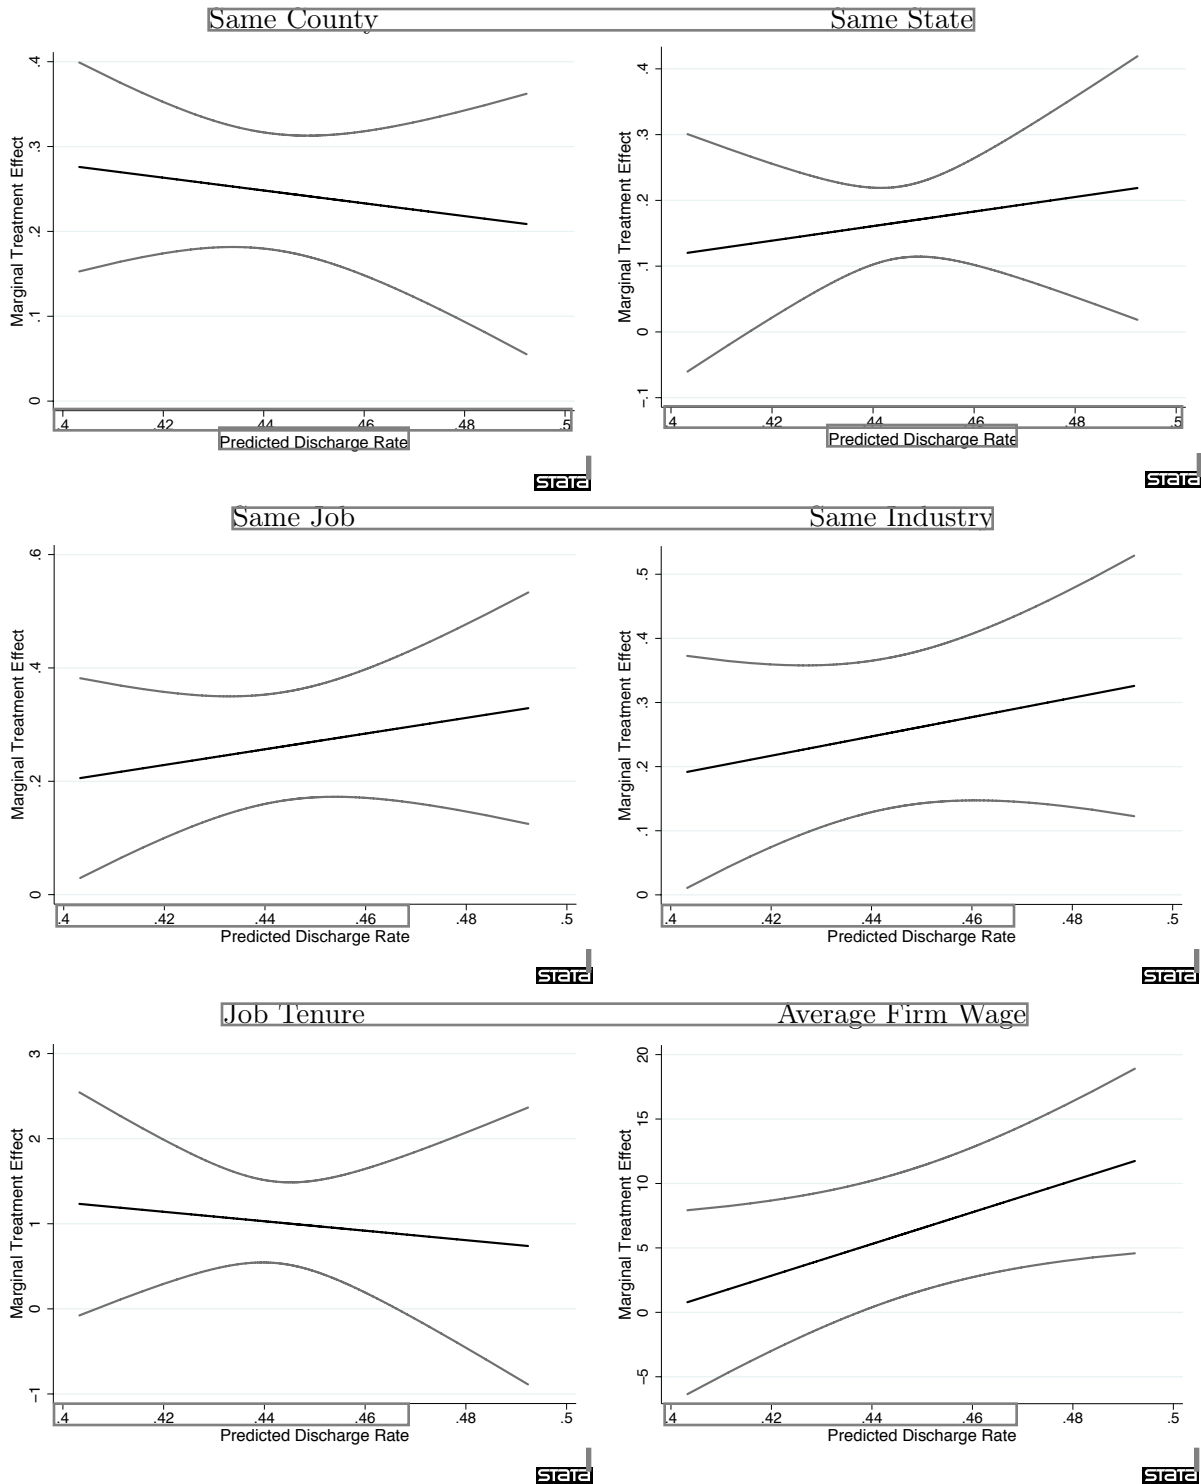 Same County Same State
Marginal Treatment Effect
.4
.3
.2
.1
0
.4 .42 .44 .46 .48 .5
Predicted Discharge Rate
stata
Marginal Treatment Effect
.4
.3
.2
.1
0
-.1
.4 .42 .44 .46 .48 .5
Predicted Discharge Rate
stata
Same Job Same Industry
Marginal Treatment Effect
.6
.4
.2
0
.4 .42 .44 .46 .48 .5
Predicted Discharge Rate
stata
Marginal Treatment Effect
.5
.4
.3
.2
.1
0
.4 .42 .44 .46 .48 .5
Predicted Discharge Rate
stata
Job Tenure Average Firm Wage
Marginal Treatment Effect
3
2
1
0
-1
.4 .42 .44 .46 .48 .5
Predicted Discharge Rate
stata
Marginal Treatment Effect
20
15
10
5
0
-5
.4 .42 .44 .46 .48 .5
Predicted Discharge Rate
stata